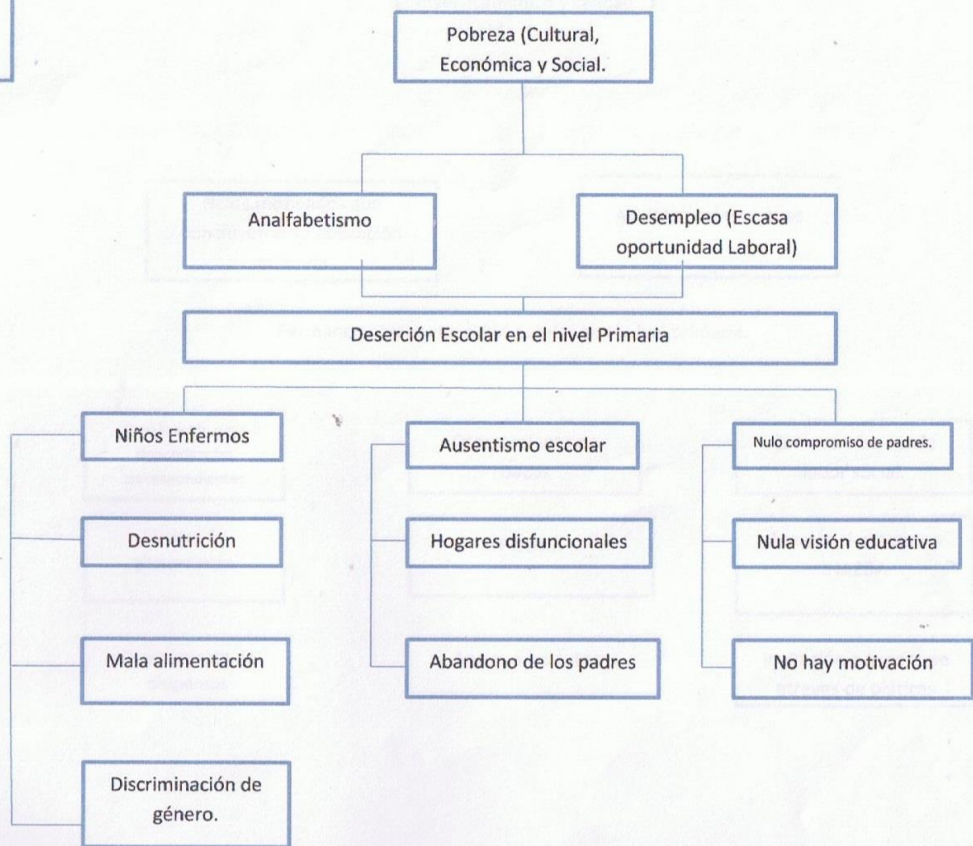 Pobreza (Cultural,
Económica y Social.
Analfabetismo
Desempleo (Escasa
oportunidad Laboral)
Deserción Escolar en el nivel Primaria
Niños Enfermos
Desnutrición
Mala alimentación
Discriminación de
género.
Ausentismo escolar
Hogares disfuncionales
Abandono de los padres
Nulo compromiso de padres.
Nula visión educativa
No hay motivación